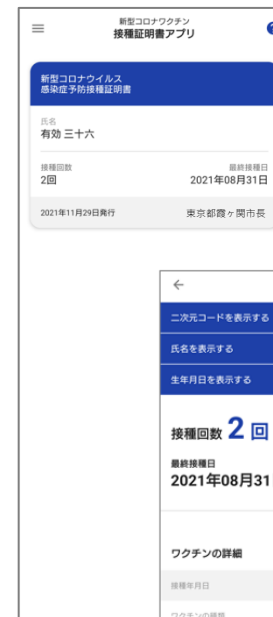 新型コロナワクチン
接種証明書アプリ
新型コロナウイルス
感染症予防接種証明書
氏名
有効 三十六
接種回数 最終接種日
2回 2021年08月31日
2021年11月29日発行 東京都霞ヶ関市長
二次元コードを表示する
氏名を表示する
生年月日を表示する
接種回数 2 回
最終接種日
2021年08月31
ワクチンの詳細
接種年月日
ワクチンの種類